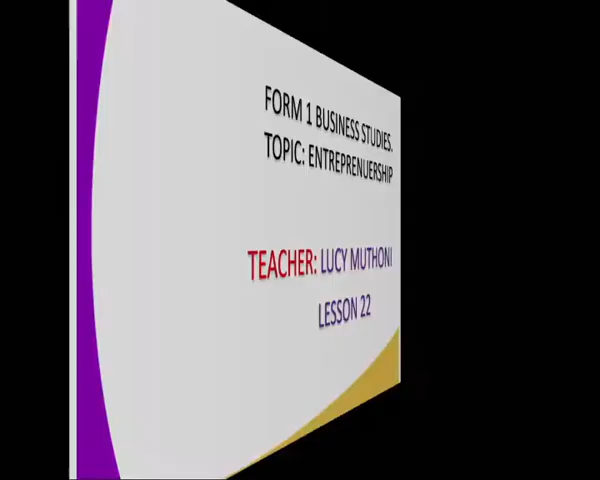 FORM 1 BUSINESS STUDIES.
TOPIC: ENTREPRENUERSHIP
TEACHER: LUCY MUTHONI
LESSON 22